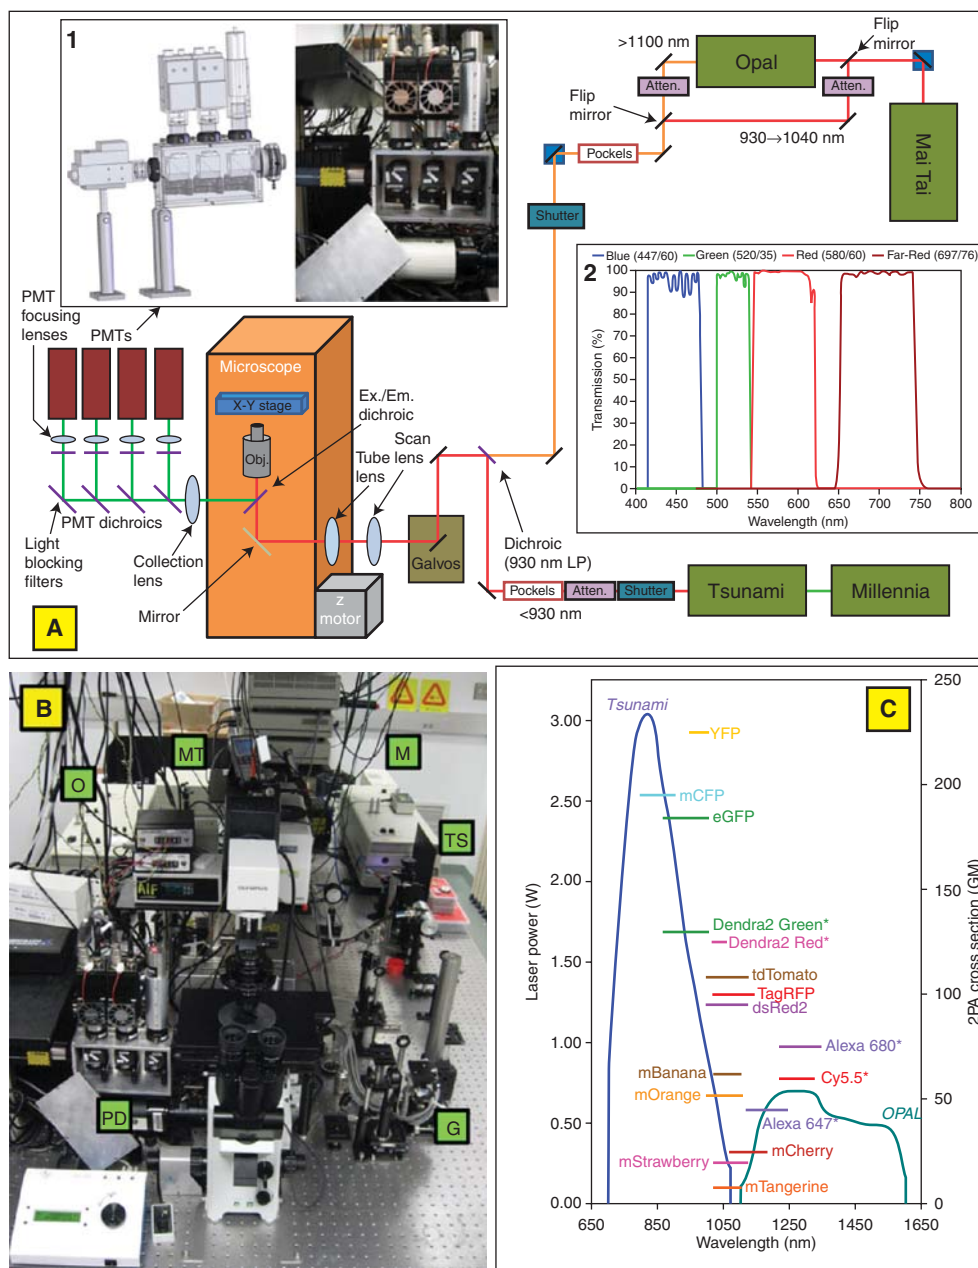 1
>1100 nm
Opal
Flip
mirror
Atten.
Atten.
Flip
mirror
930→1040 nm
Mai Tai
Pockels
Shutter
2
Blue (447/60)
Green (520/35)
Red (580/60)
Far-Red (697/76)
Transmission (%)
100
90
80
70
60
50
40
30
20
10
0
400
450
500
550
600
650
700
750
800
Wavelength (nm)
PMT
focusing
lenses
PMTs
Microscope
X-Y stage
Obj.
Ex./Em.
dichroic
Scan
lens
Tube
lens
PMT dichroics
Light
blocking
filters
Collection
lens
Mirror
Galvos
Dichroic
(930 nm LP)
z
motor
Pockels
Atten.
Shutter
<930 nm
Tsunami
Millennia
A
B
MT
M
O
TS
OLYMPUS
AIF
PD
G
C
Tsunami
YFP
mCFP
eGFP
Dendra2 Green*
Dendra2 Red*
tdTomato
TagRFP
dsRed2
Alexa 680*
mBanana
Cy5.5*
mOrange
OPAL
Alexa 647*
mCherry
mStrawberry
mTangerine
Laser power (W)
3.00
2.50
2.00
1.50
1.00
0.50
0.00
2PA cross section (GM)
250
200
150
100
50
0
650
850
1050
1250
1450
1650
Wavelength (nm)